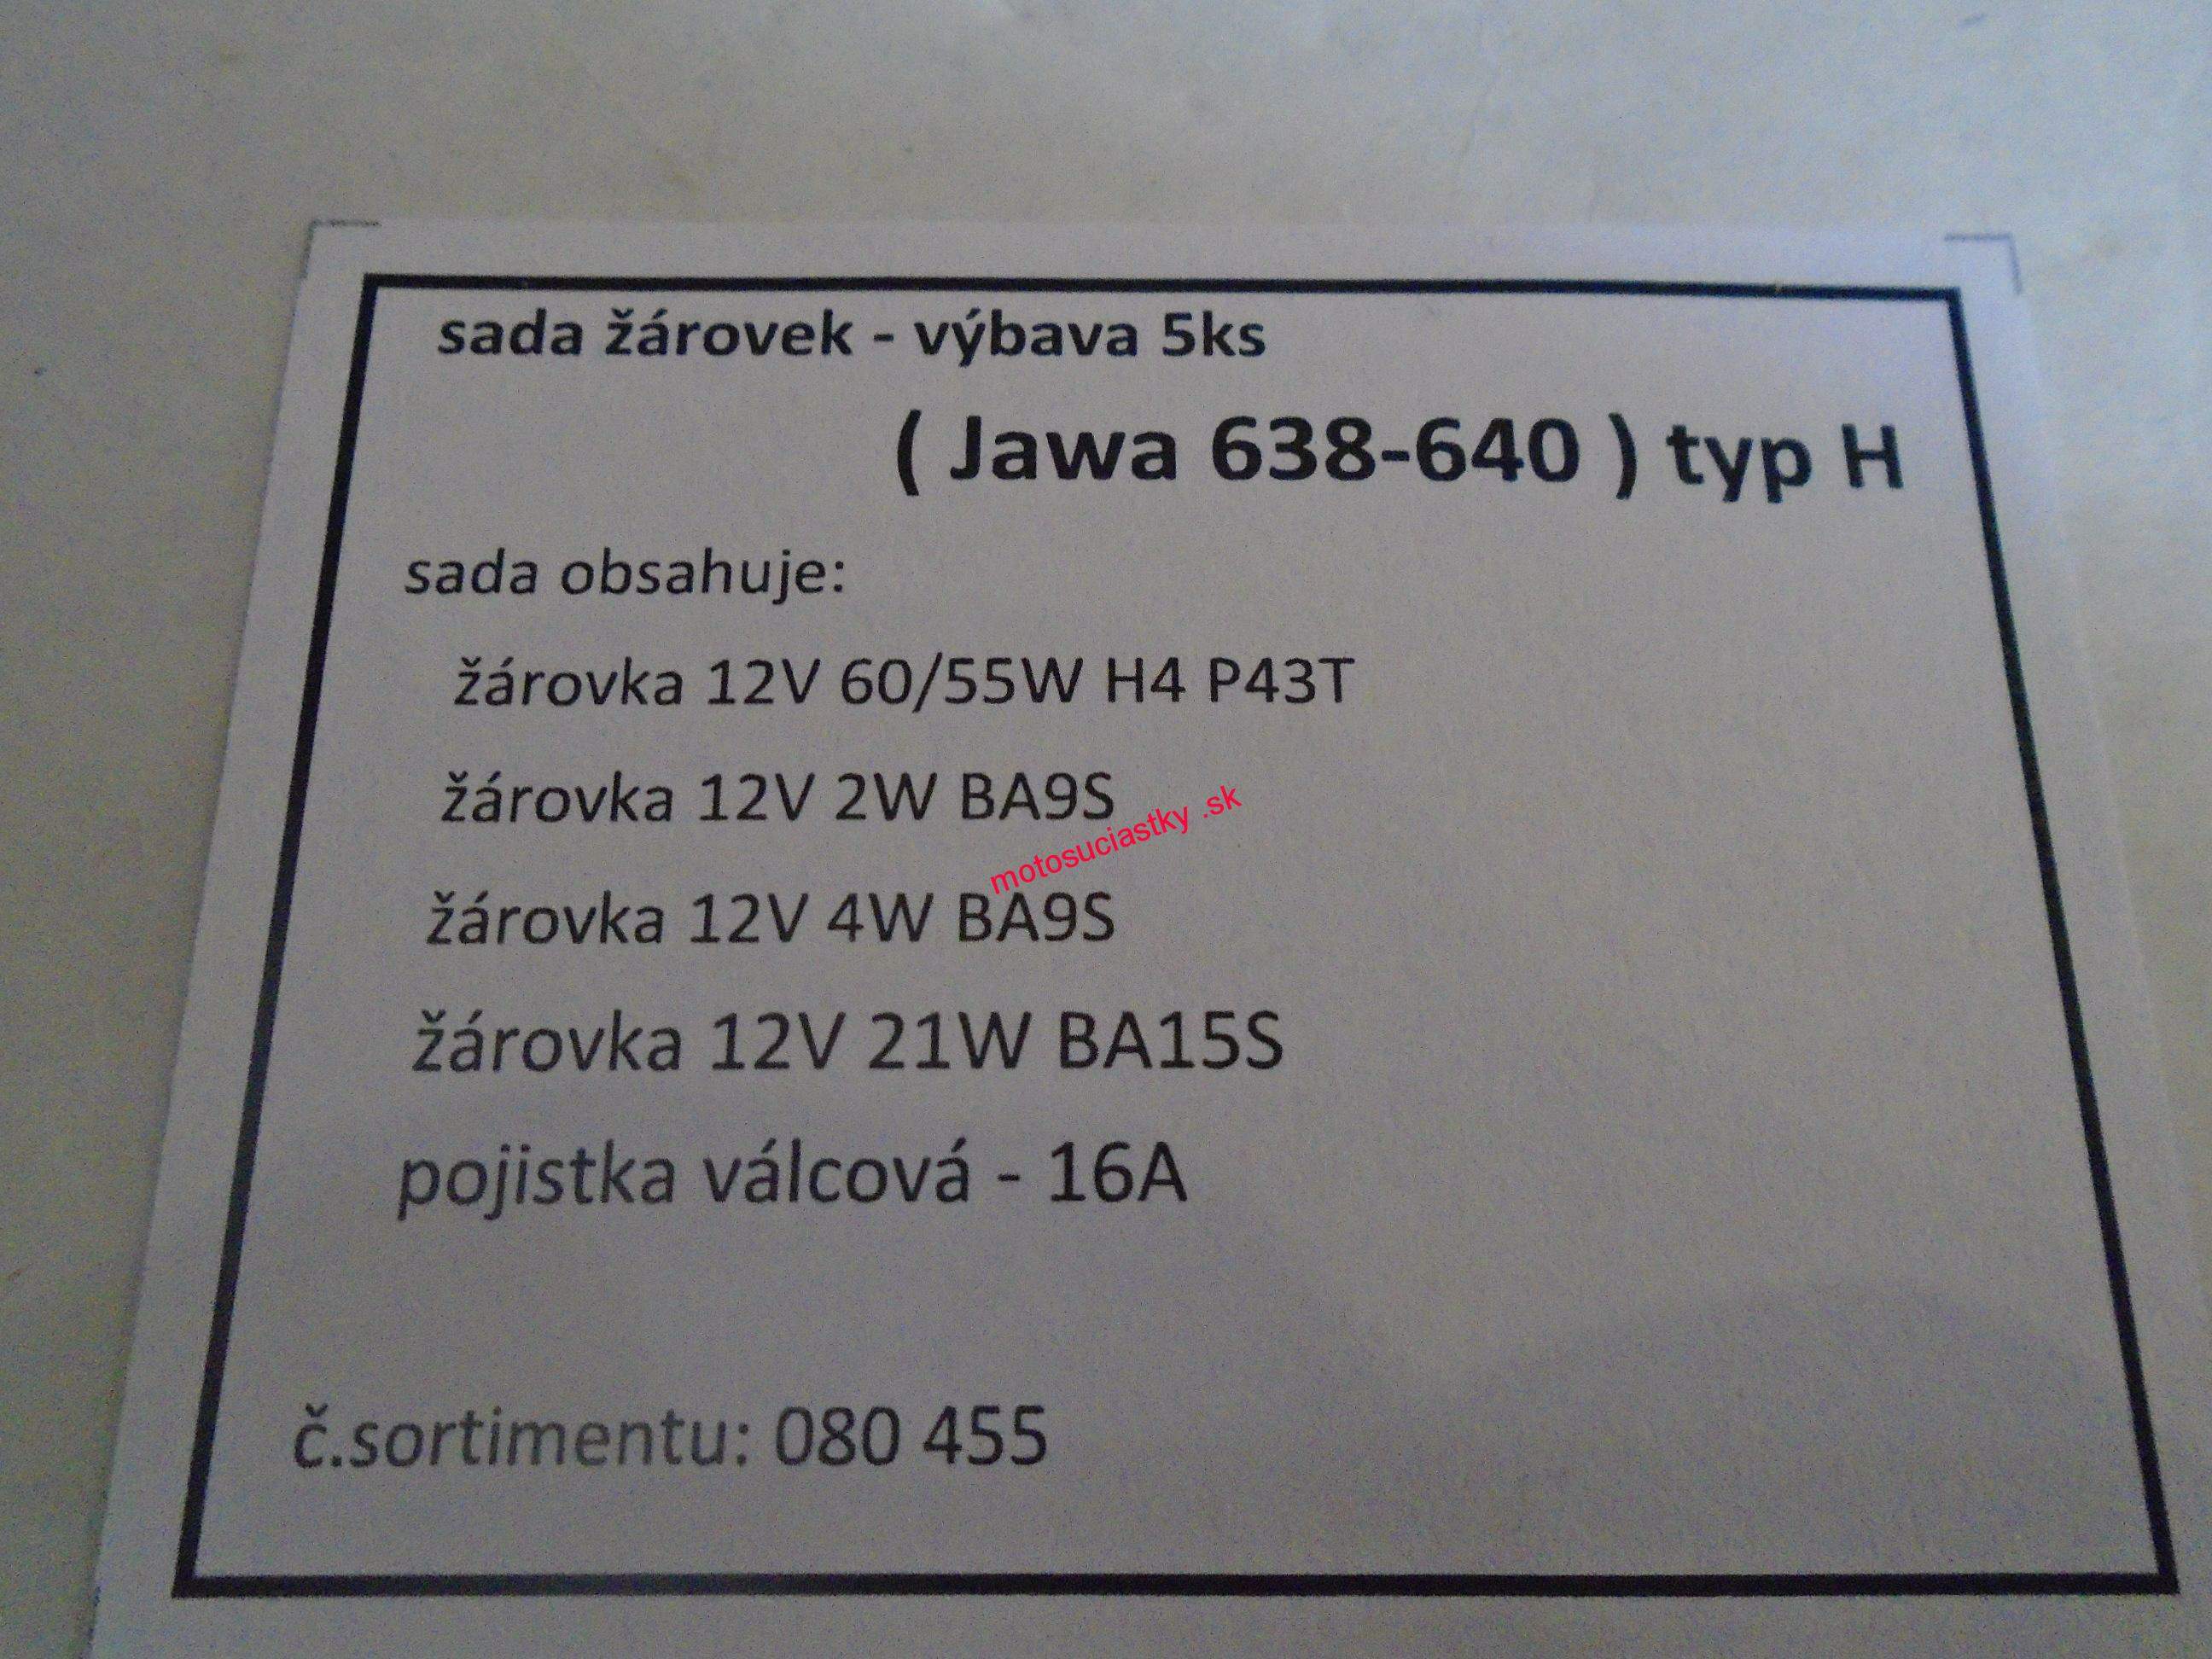 sada žárovek - výbava 5ks
( Jawa 638-640 ) typ H
sada obsahuje:
žárovka 12V 60/55W H4 P43T
žárovka 12V 2W BA9S
motosuciastky .sk
žárovka 12V 4W BA9S
žárovka 12V 21W BA15S
pojistka válcová - 16A
č.sortimentu: 080 455